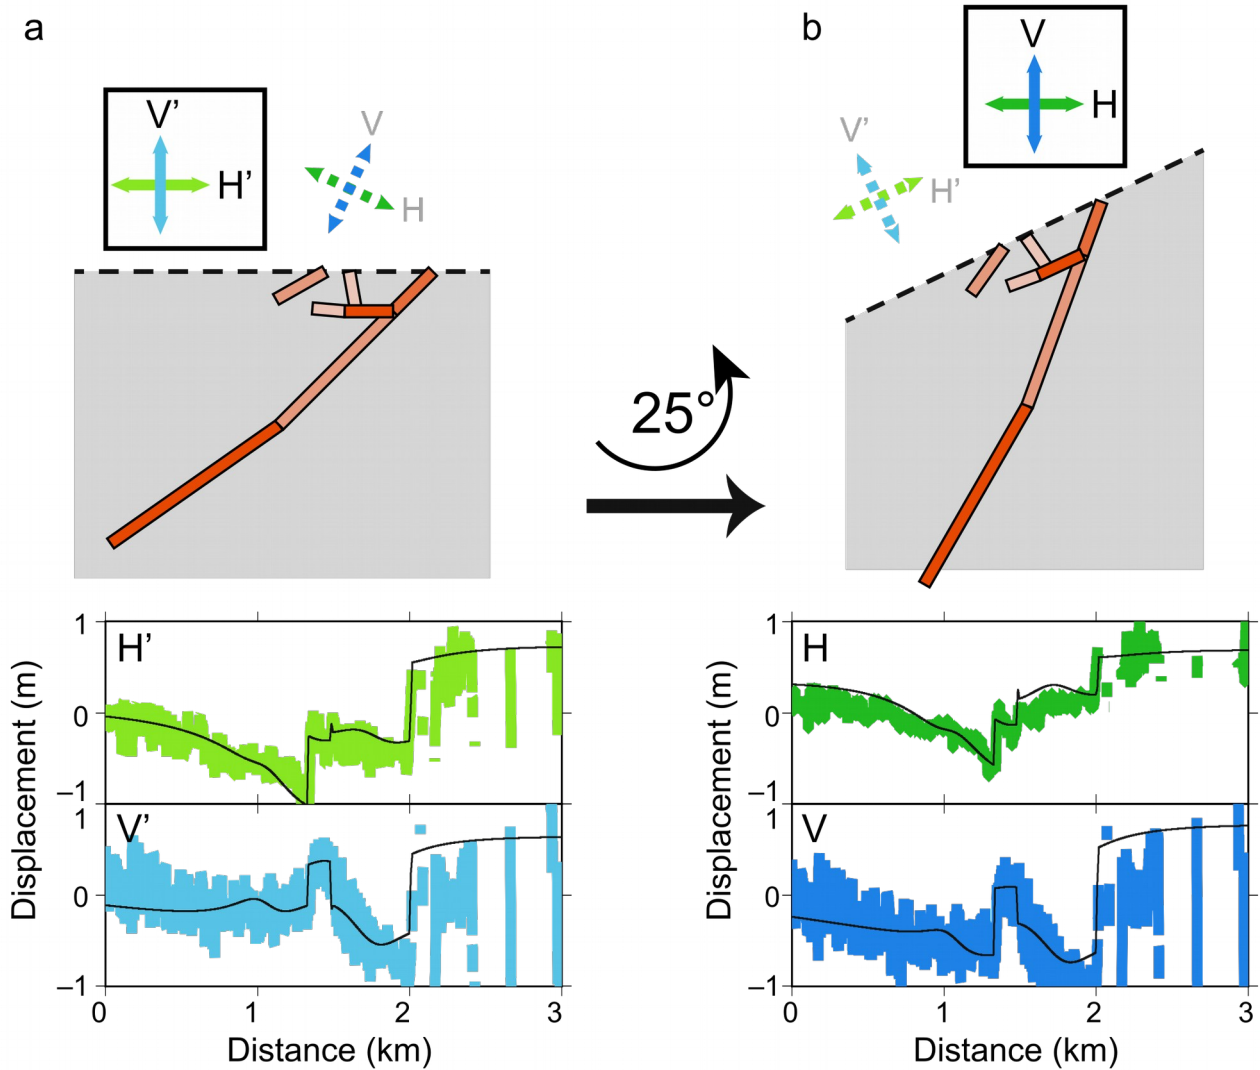 a
b
V’
H’
V
H
V’
H’
V
H
25°
H’
V’
1
0
–1
1
0
–1
Displacement (m)
0
1
2
3
Distance (km)
H
V
1
0
–1
1
0
–1
Displacement (m)
0
1
2
3
Distance (km)